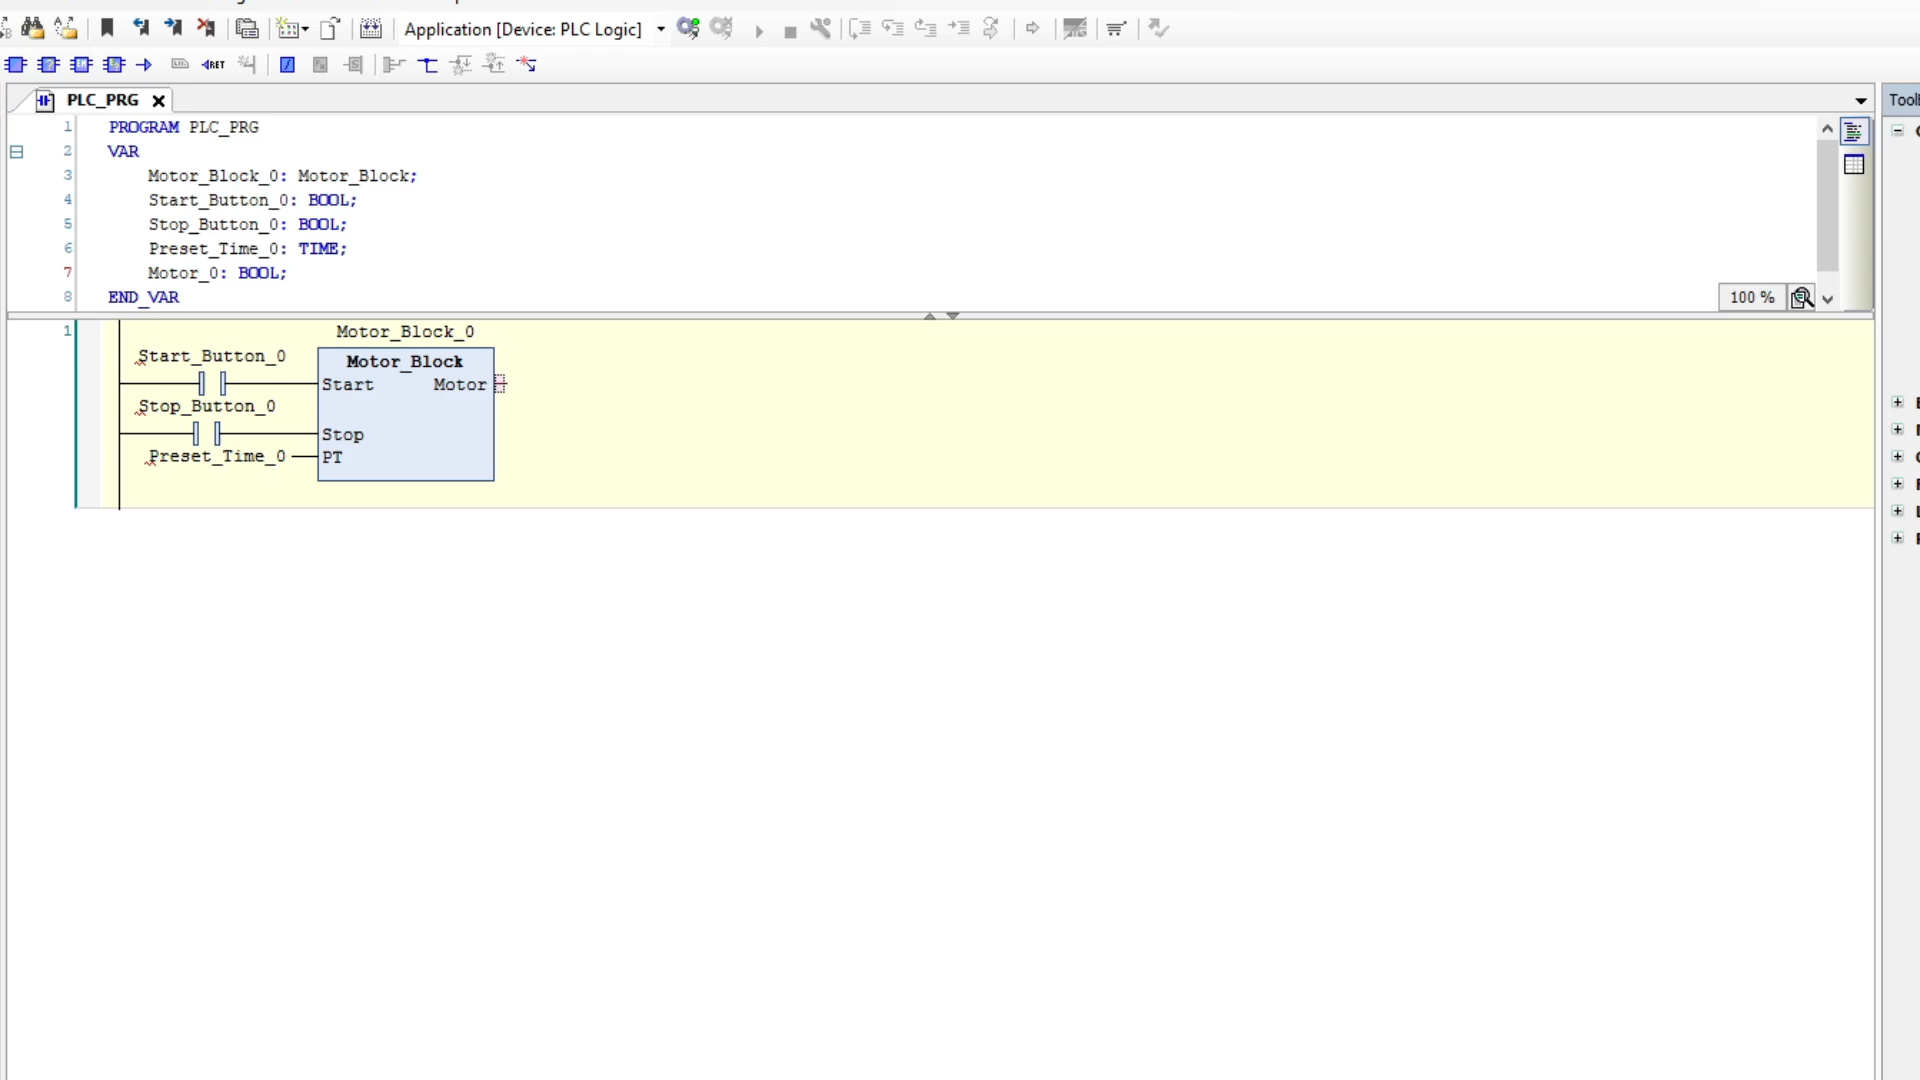 Application [Device: PLC Logic]
RET
PLC_PRG
Tool
1 PROGRAM PLC_PRG
2 VAR
3 Motor_Block_0: Motor_Block;
4 Start_Button_0: BOOL;
5 Stop_Button_0: BOOL;
6 Preset_Time_0: TIME;
7 Motor_0: BOOL;
8 END_VAR
100 %
1
Motor_Block_0
Start_Button_0
Motor_Block
Start Motor
Stop_Button_0
Stop
Preset_Time_0
PT